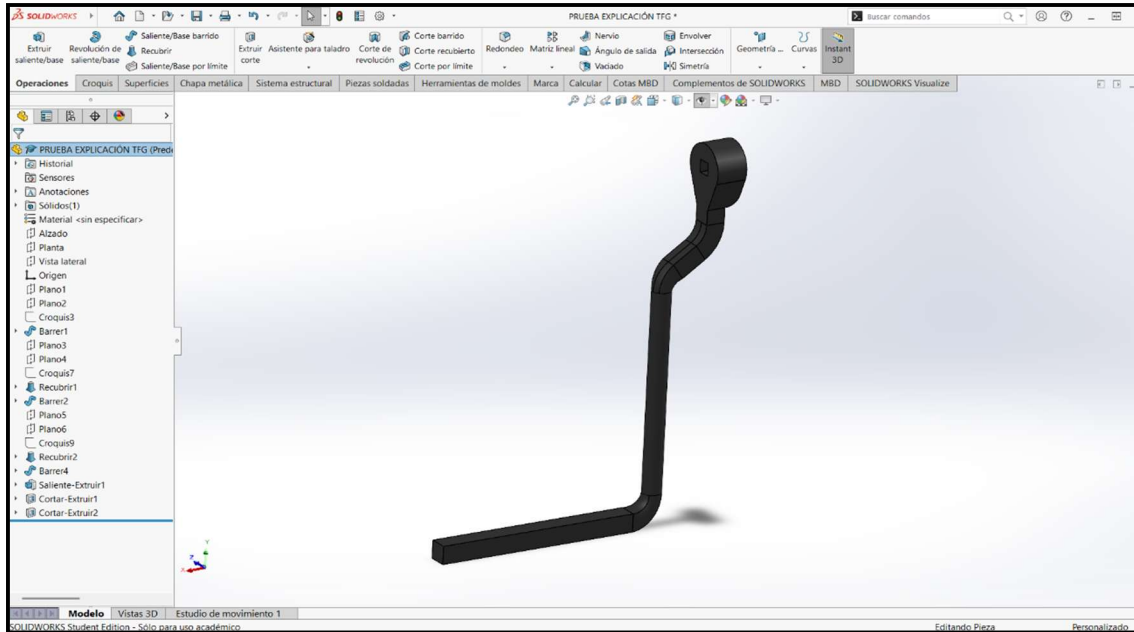 SOLIDWORKS
PRUEBA EXPLICACIÓN TFG *
Buscar comandos
Extruir saliente/base
Revolución de saliente/base
Saliente/Base barrido
Recubrir
Saliente/Base por límite
Extruir corte
Asistente para taladro
Corte de revolución
Corte barrido
Corte recubierto
Corte por límite
Redondeo
Matriz lineal
Nervio
Ángulo de salida
Vaciado
Envolver
Intersección
Simetría
Geometría ...
Curvas
Instant 3D
Operaciones Croquis Superficies Chapa metálica Sistema estructural Piezas soldadas Herramientas de moldes Marca Calcular Cotas MBD Complementos de SOLIDWORKS MBD SOLIDWORKS Visualize
PRUEBA EXPLICACIÓN TFG (Pred
Historial
Sensores
Anotaciones
Sólidos(1)
Material <sin especificar>
Alzado
Planta
Vista lateral
Origen
Plano1
Plano2
Croquis3
Barrer1
Plano3
Plano4
Croquis7
Recubrir1
Barrer2
Plano5
Plano6
Croquis9
Recubrir2
Barrer4
Saliente-Extruir1
Cortar-Extruir1
Cortar-Extruir2
Y
Z
X
Modelo Vistas 3D Estudio de movimiento 1
SOLIDWORKS Student Edition - Sólo para uso académico
Editando Pieza
Personalizado